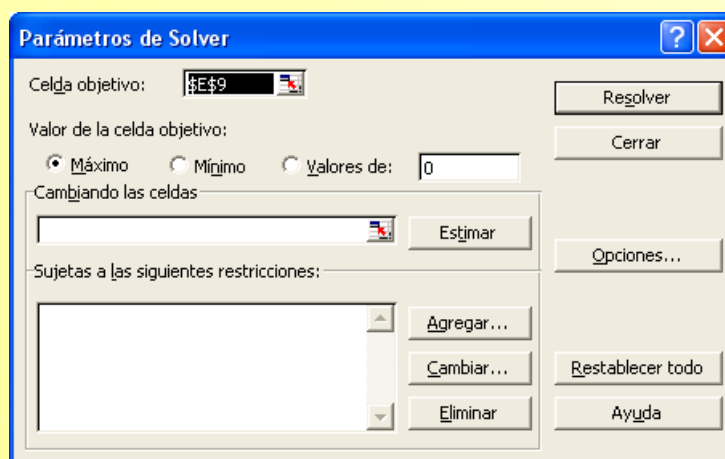 Parámetros de Solver
Celda objetivo: $E$9
Resolver
Valor de la celda objetivo:
Cerrar
Máximo Mínimo Valores de: 0
Cambiando las celdas
Estimar
Opciones...
Sujetas a las siguientes restricciones:
Agregar...
Cambiar...
Restablecer todo
Eliminar
Ayuda